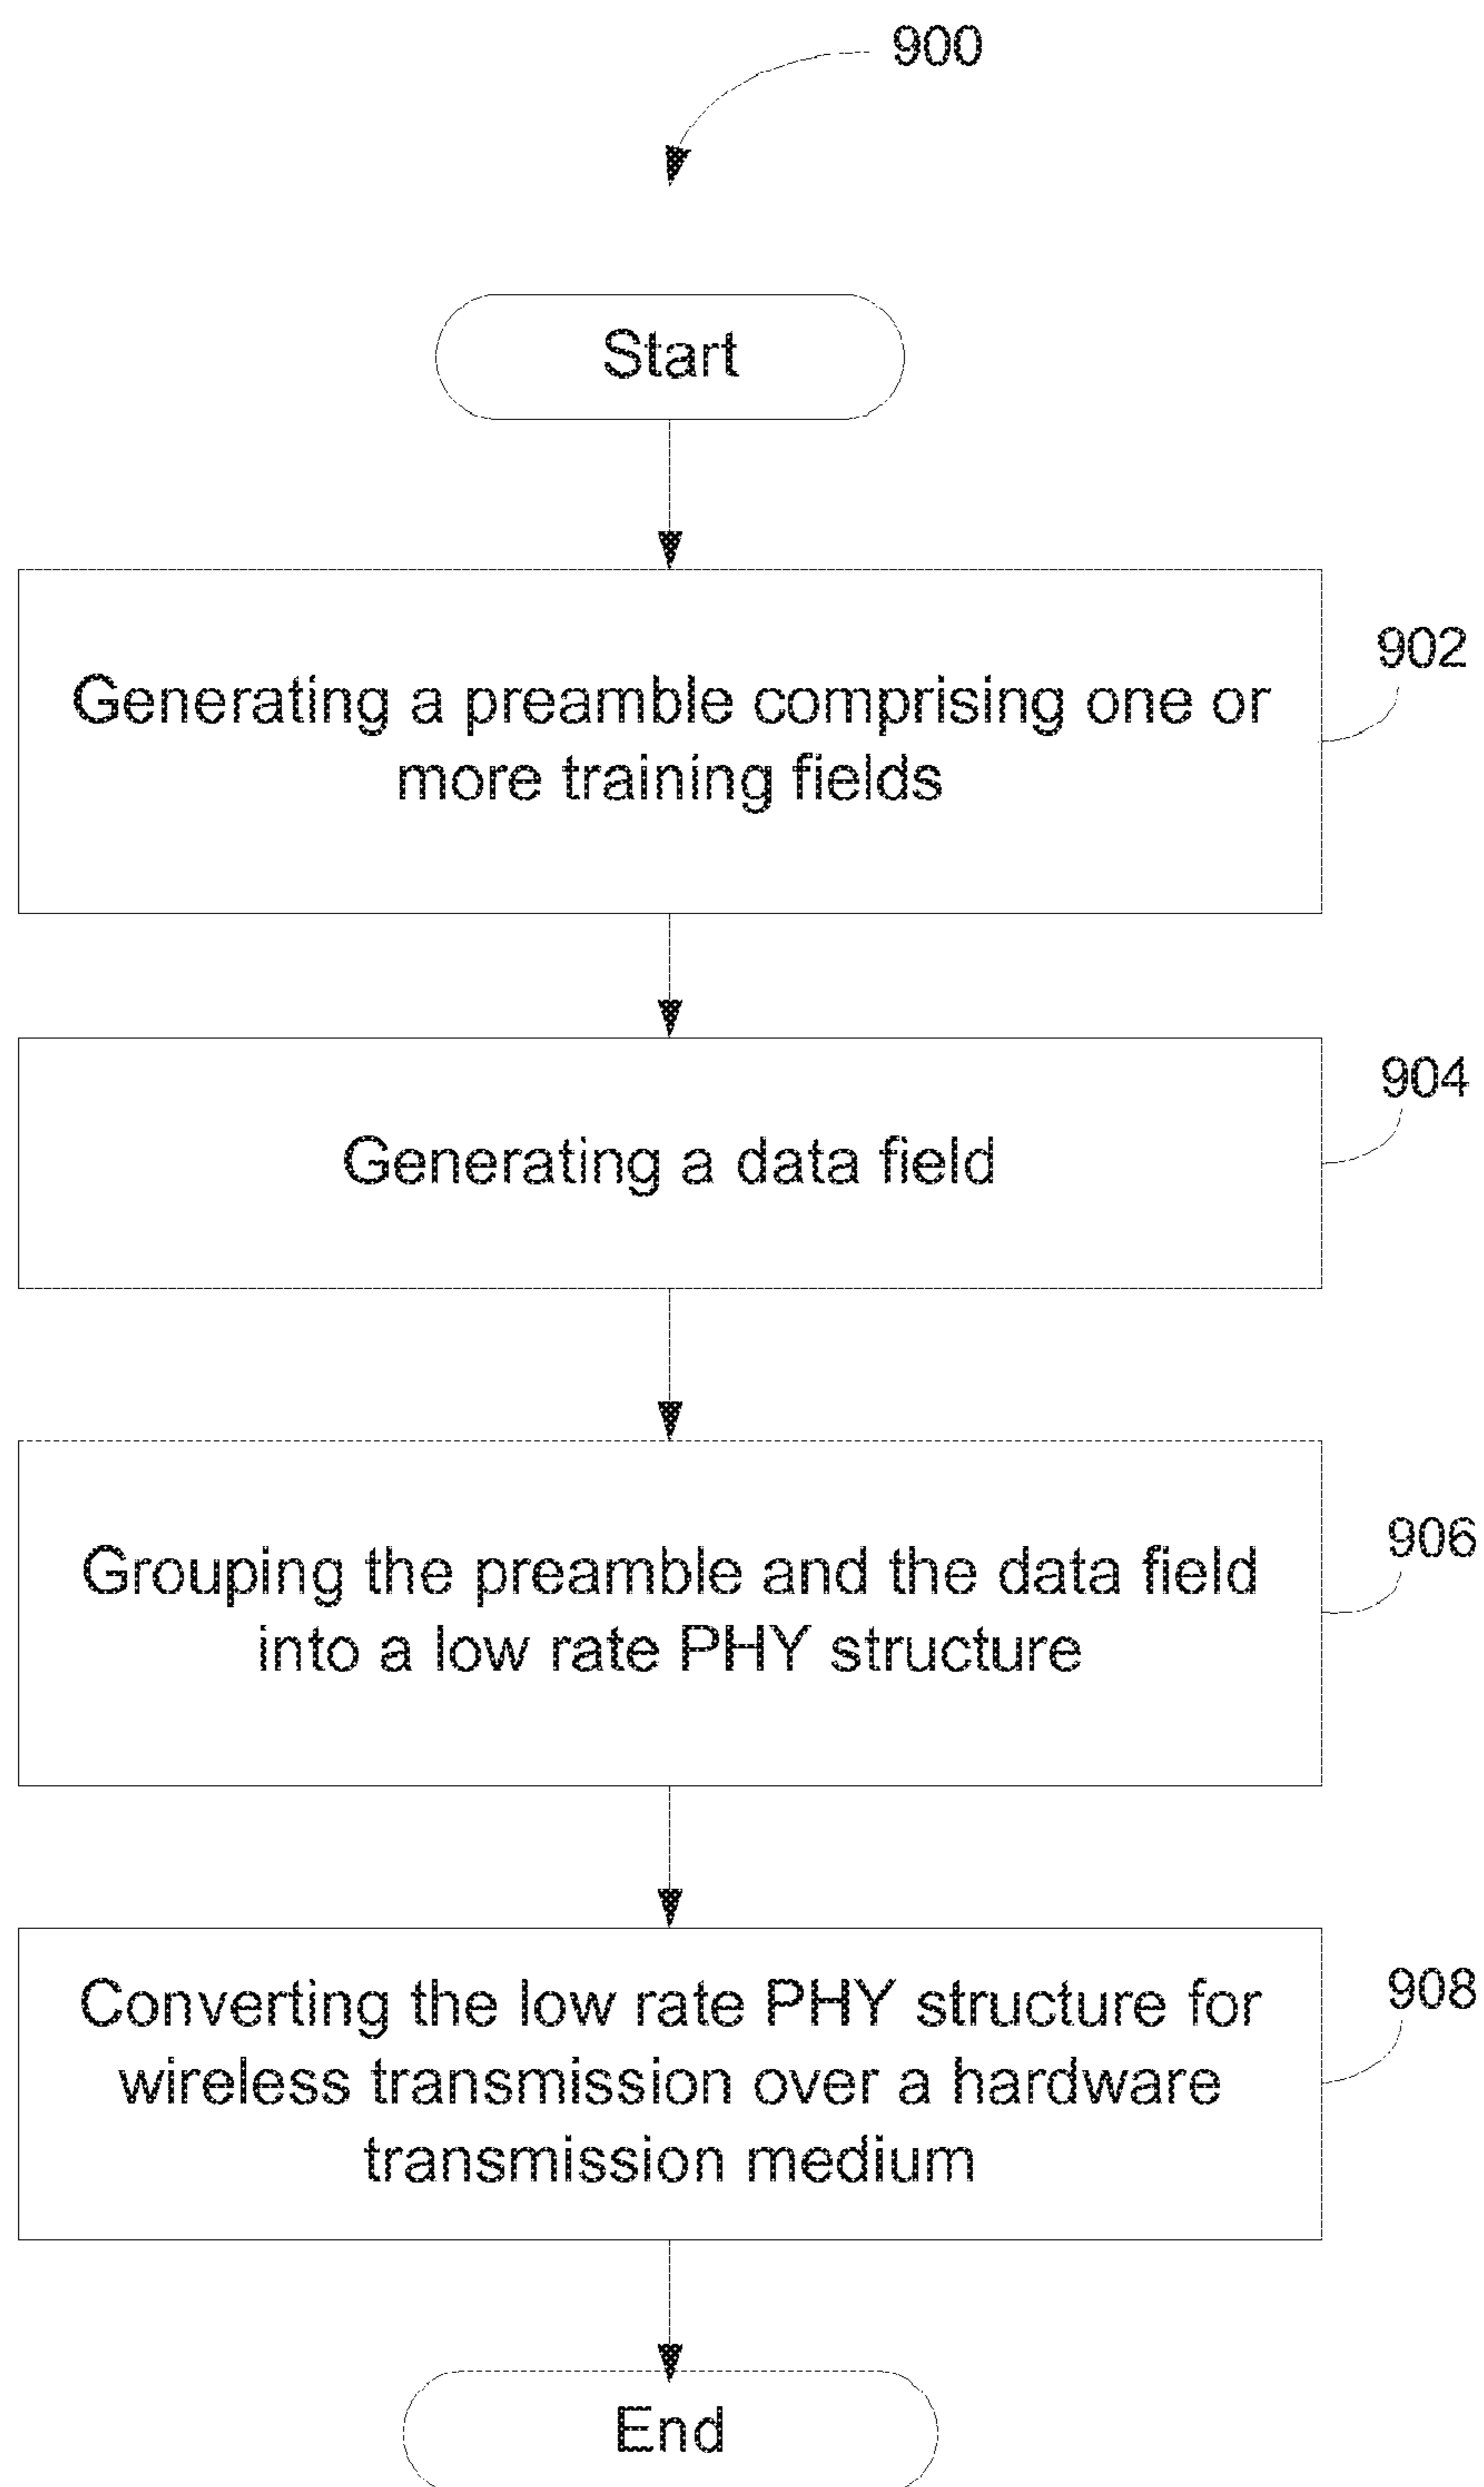 900
Start
902
Generating a preamble comprising one or
more training fields
904
Generating a data field
906
Grouping the preamble and the data field
into a low rate PHY structure
908
Converting the low rate PHY structure for
wireless transmission over a hardware
transmission medium
End